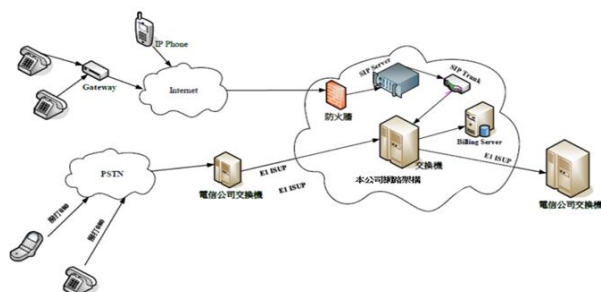 IP Phone
Gateway
Internet
SIP Server
SIP Trunk
防火牆
Billing Server
交換機
本公司網路架構
PSTN
電信公司交換機
E1 ISUP
E1 ISUP
E1 ISUP
電信公司交換機